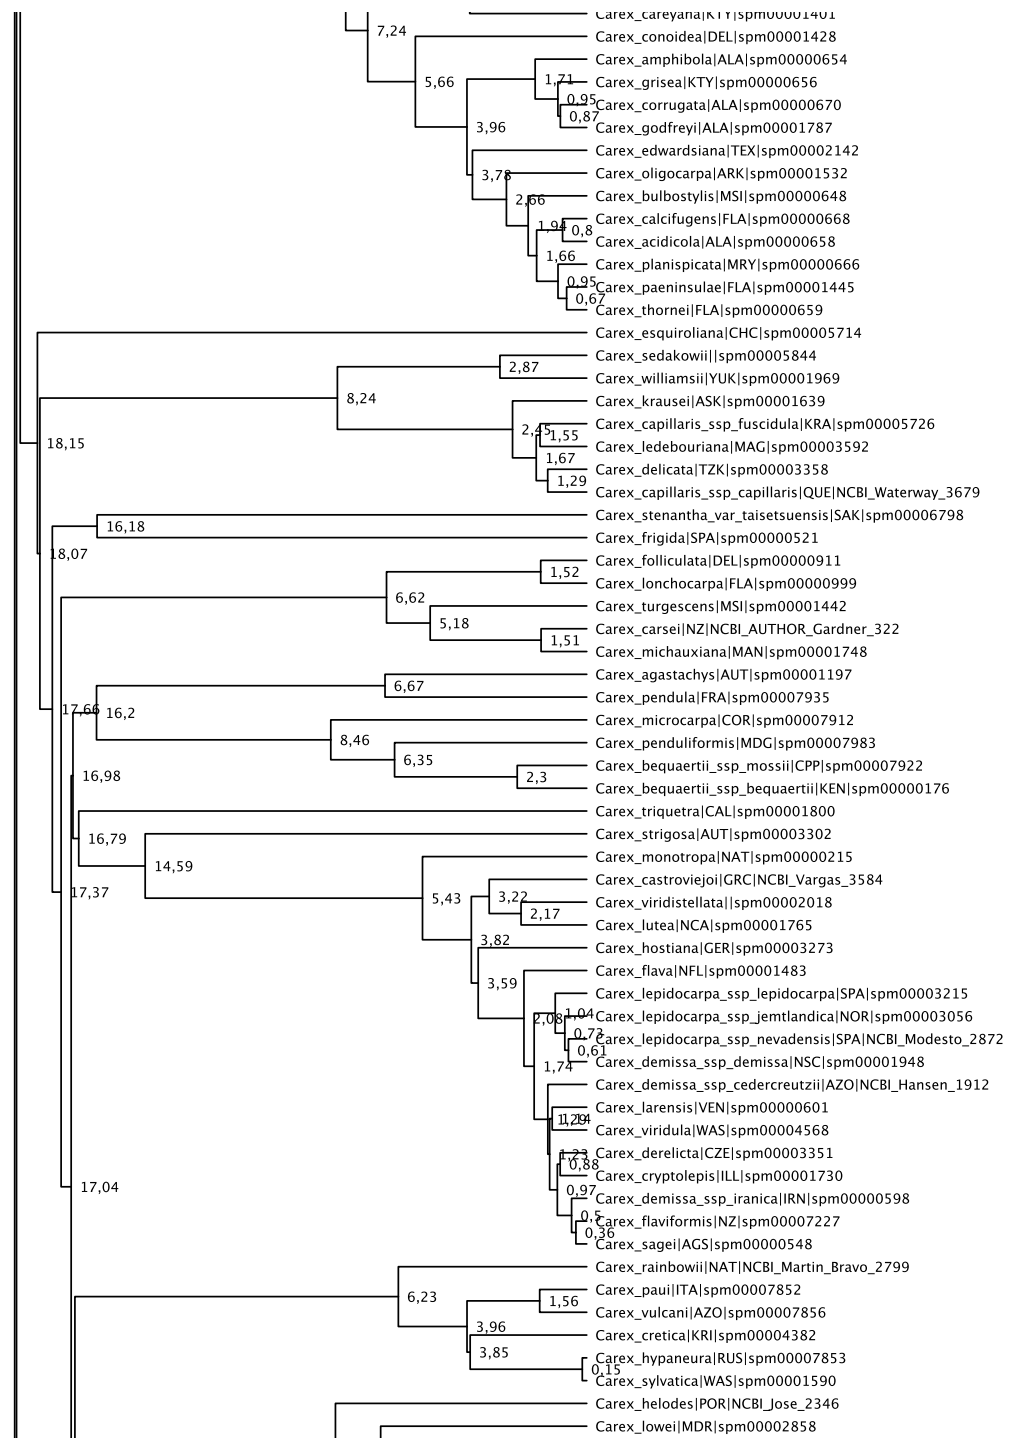 Carex_careyana|KTY|spm00001401
7,24
Carex_conoidea|DEL|spm00001428
Carex_amphibola|ALA|spm00000654
5,66
1,71
Carex_grisea|KTY|spm00000656
0,95
Carex_corrugata|ALA|spm00000670
0,87
Carex_godfreyi|ALA|spm00001787
3,96
Carex_edwardsiana|TEX|spm00002142
3,78
Carex_oligocarpa|ARK|spm00001532
2,66
Carex_bulbostylis|MSI|spm00000648
Carex_calcifugens|FLA|spm00000668
1,94
0,8
Carex_acidicola|ALA|spm00000658
1,66
Carex_planispicata|MRY|spm00000666
0,95
Carex_paeninsulae|FLA|spm00001445
0,67
Carex_thornei|FLA|spm00000659
Carex_esquiroliana|CHC|spm00005714
Carex_sedakowii||spm00005844
2,87
Carex_williamsii|YUK|spm00001969
8,24
Carex_krausei|ASK|spm00001639
Carex_capillaris_ssp_fuscidula|KRA|spm00005726
2,45
1,55
18,15
Carex_ledebouriana|MAG|spm00003592
1,67
Carex_delicata|TZK|spm00003358
1,29
Carex_capillaris_ssp_capillaris|QUE|NCBI_Waterway_3679
Carex_stenantha_var_taisetsuensis|SAK|spm00006798
16,18
Carex_frigida|SPA|spm00000521
18,07
Carex_folliculata|DEL|spm00000911
1,52
Carex_lonchocarpa|FLA|spm00000999
6,62
Carex_turgescens|MSI|spm00001442
5,18
Carex_carsei|NZ|NCBI_AUTHOR_Gardner_322
1,51
Carex_michauxiana|MAN|spm00001748
Carex_agastachys|AUT|spm00001197
6,67
Carex_pendula|FRA|spm00007935
17,66
16,2
Carex_microcarpa|COR|spm00007912
8,46
Carex_penduliformis|MDG|spm00007983
6,35
Carex_bequaertii_ssp_mossii|CPP|spm00007922
16,98
2,3
Carex_bequaertii_ssp_bequaertii|KEN|spm00000176
Carex_triquetra|CAL|spm00001800
16,79
Carex_strigosa|AUT|spm00003302
Carex_monotropa|NAT|spm00000215
14,59
Carex_castroviejoi|GRC|NCBI_Vargas_3584
17,37
5,43
3,22
Carex_viridistellata||spm00002018
2,17
Carex_lutea|NCA|spm00001765
3,82
Carex_hostiana|GER|spm00003273
Carex_flava|NFL|spm00001483
3,59
Carex_lepidocarpa_ssp_lepidocarpa|SPA|spm00003215
1,04
Carex_lepidocarpa_ssp_jemtlandica|NOR|spm00003056
2,08
0,73
Carex_lepidocarpa_ssp_nevadensis|SPA|NCBI_Modesto_2872
0,61
Carex_demissa_ssp_demissa|NSC|spm00001948
1,74
Carex_demissa_ssp_cedercreutzii|AZO|NCBI_Hansen_1912
Carex_larensis|VEN|spm00000601
1,29
1,14
Carex_viridula|WAS|spm00004568
Carex_derelicta|CZE|spm00003351
1,23
0,88
Carex_cryptolepis|ILL|spm00001730
17,04
0,97
Carex_demissa_ssp_iranica|IRN|spm00000598
0,5
Carex_flaviformis|NZ|spm00007227
0,36
Carex_sagei|AGS|spm00000548
Carex_rainbowii|NAT|NCBI_Martin_Bravo_2799
Carex_paui|ITA|spm00007852
6,23
1,56
Carex_vulcani|AZO|spm00007856
3,96
Carex_cretica|KRI|spm00004382
3,85
Carex_hypaneura|RUS|spm00007853
0,15
Carex_sylvatica|WAS|spm00001590
Carex_helodes|POR|NCBI_Jose_2346
Carex_lowei|MDR|spm00002858